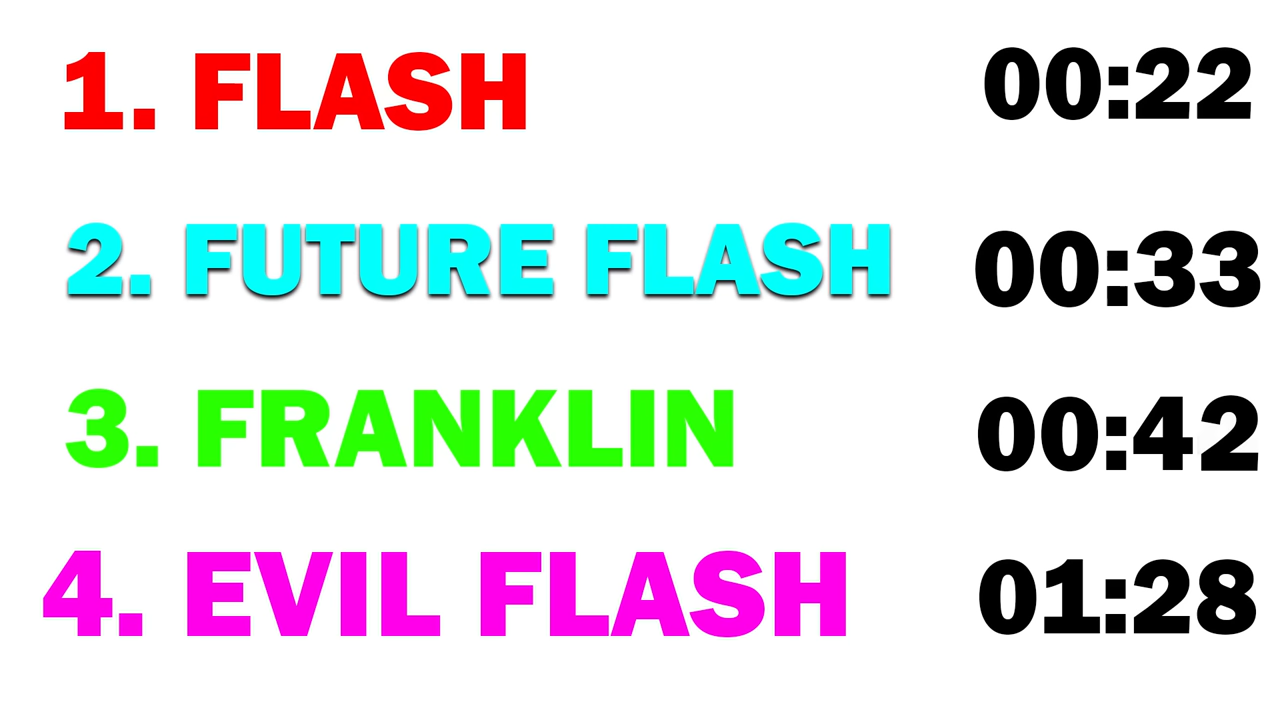 1. FLASH 00:22
2. FUTURE FLASH 00:33
3. FRANKLIN 00:42
4. EVIL FLASH 01:28